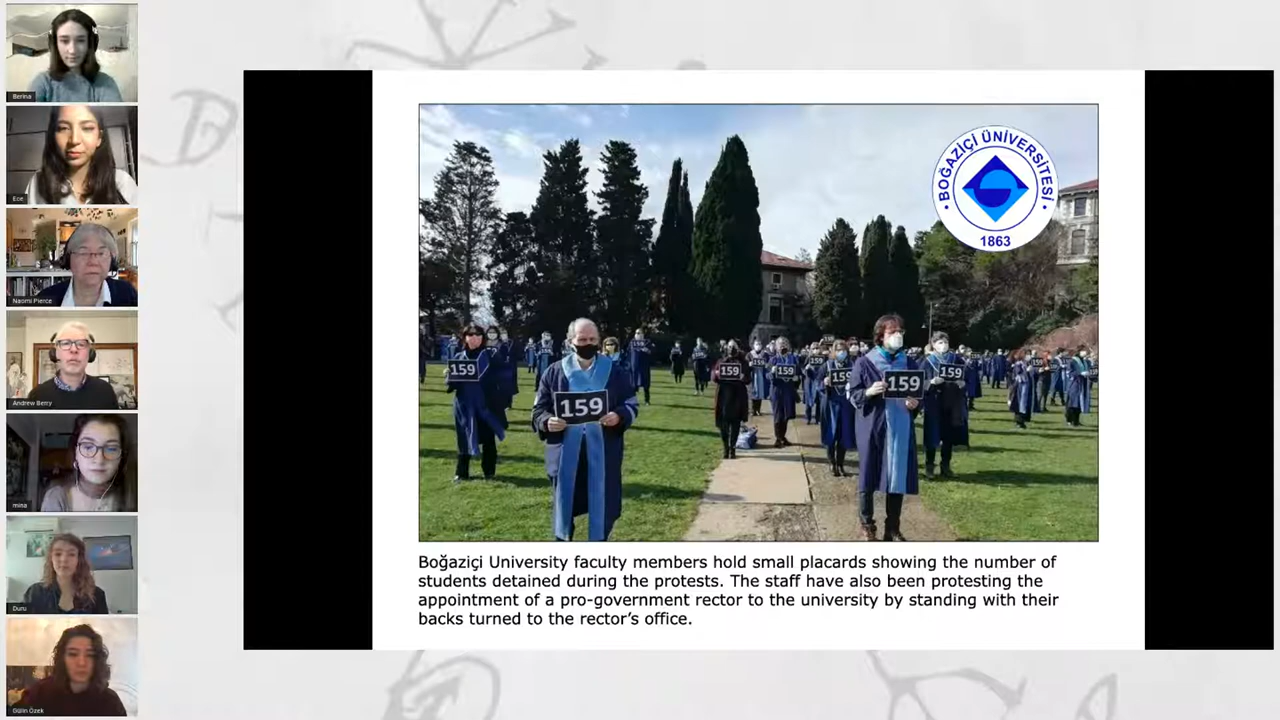 Berina
Ece
Naomi Pierce
Andrew Berry
mina
Duru
Gülin Özek
BOĞAZİÇİ ÜNİVERSİTESİ
1863
159
159
159
159
159
159
159
Boğaziçi University faculty members hold small placards showing the number of
students detained during the protests. The staff have also been protesting the
appointment of a pro-government rector to the university by standing with their
backs turned to the rector’s office.